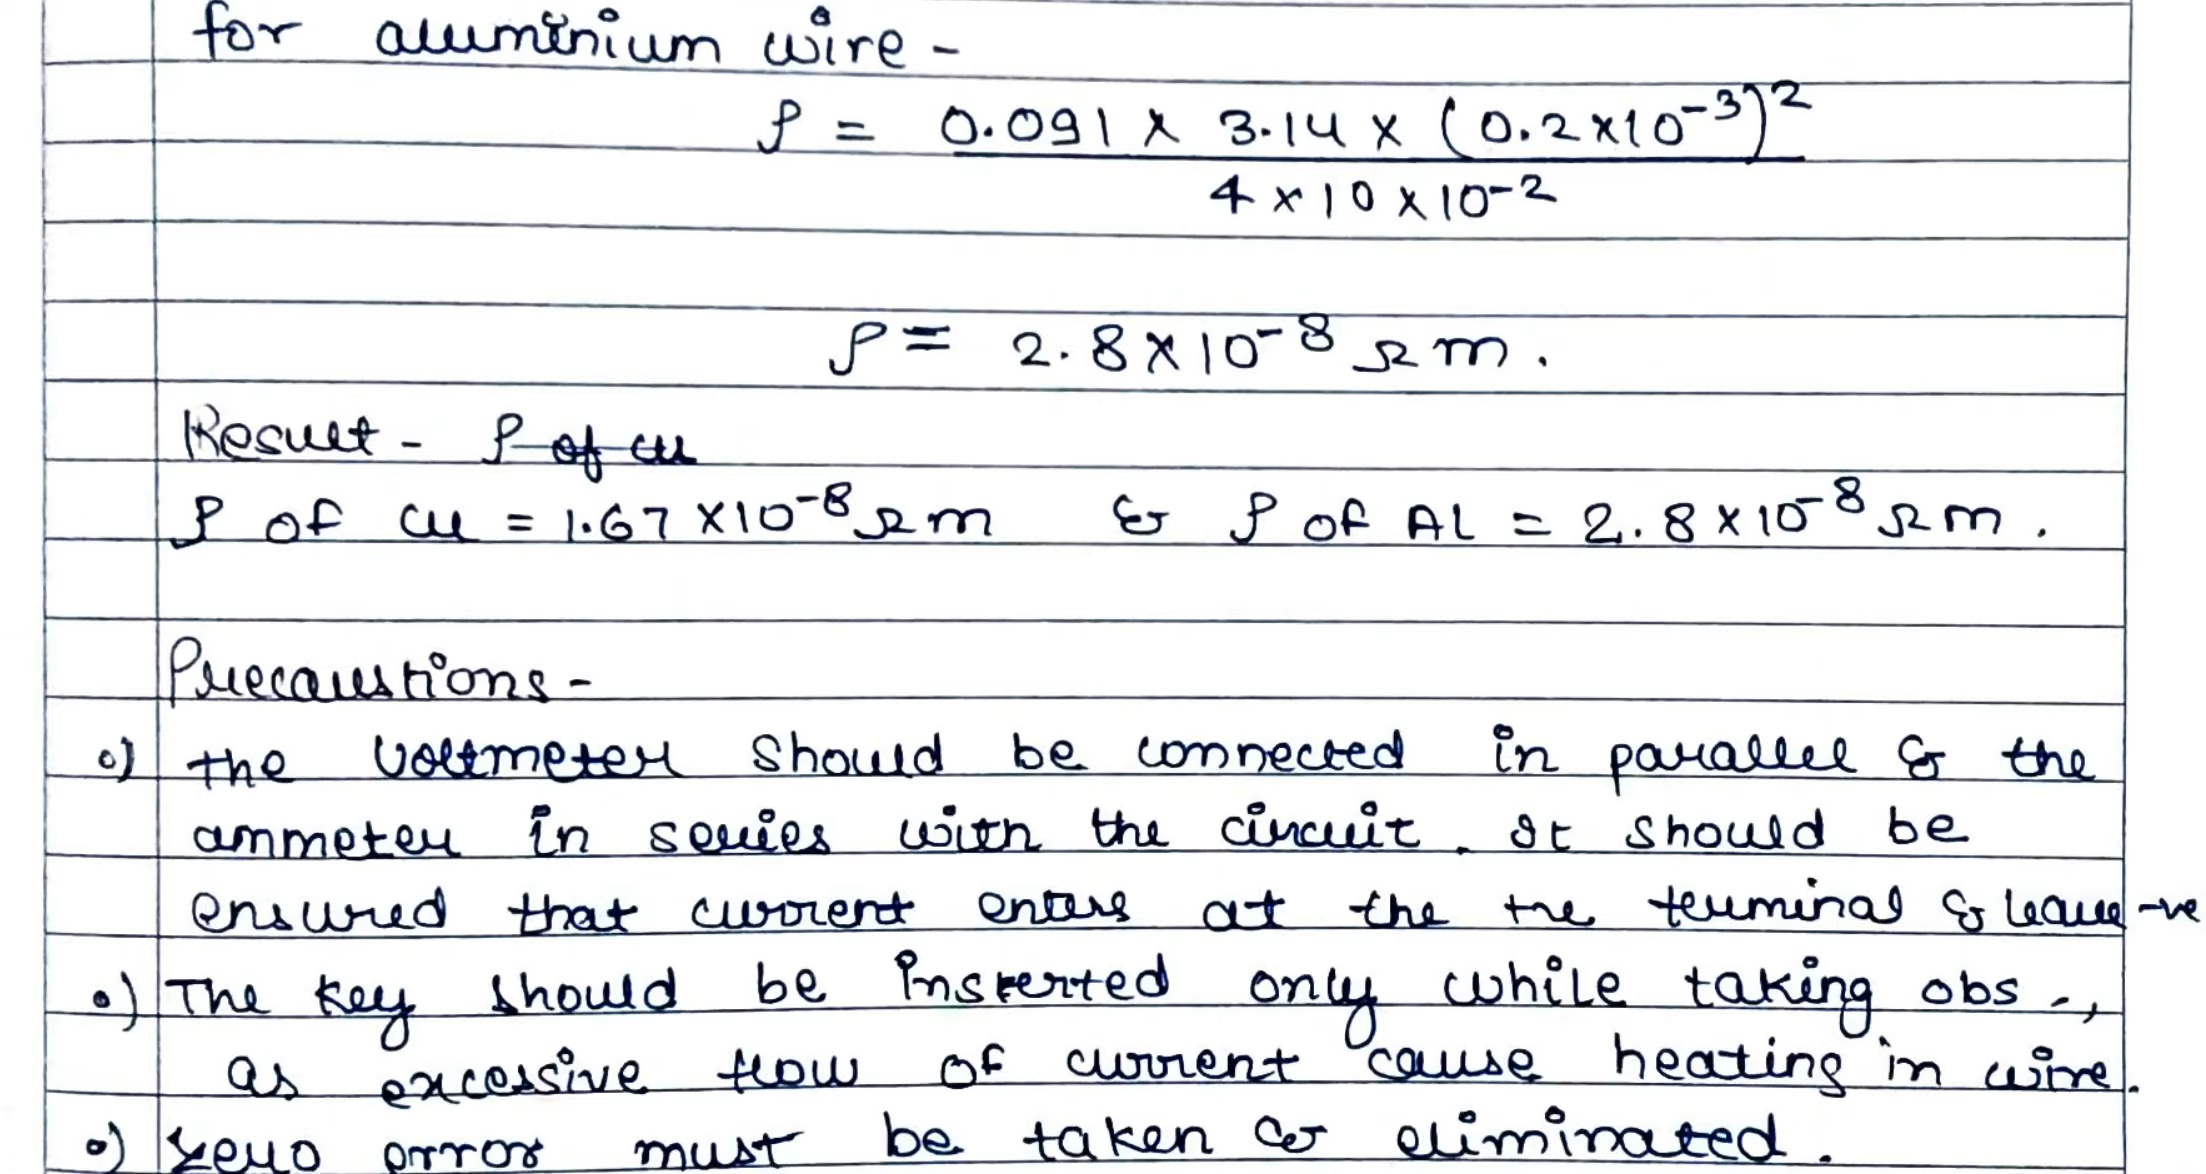 for aluminium wire -
ρ = 0.091 x 3.14 x (0.2x10⁻³)²
4 x 10 x 10⁻²
ρ = 2.8 x 10⁻⁸ Ωm.
Result - ρ of cu
ρ of cu = 1.67 x10⁻⁸ Ωm & ρ of AL = 2.8 x 10⁻⁸ Ωm.
Precaustions -
o) the voltmeter should be connected in parallel & the
ammeter in series with the circuit. It should be
ensured that current enters at the +ve terminal & leave -ve
o) The key should be inserted only while taking obs.,
as excessive flow of current cause heating in wire.
o) zero error must be taken & eliminated.